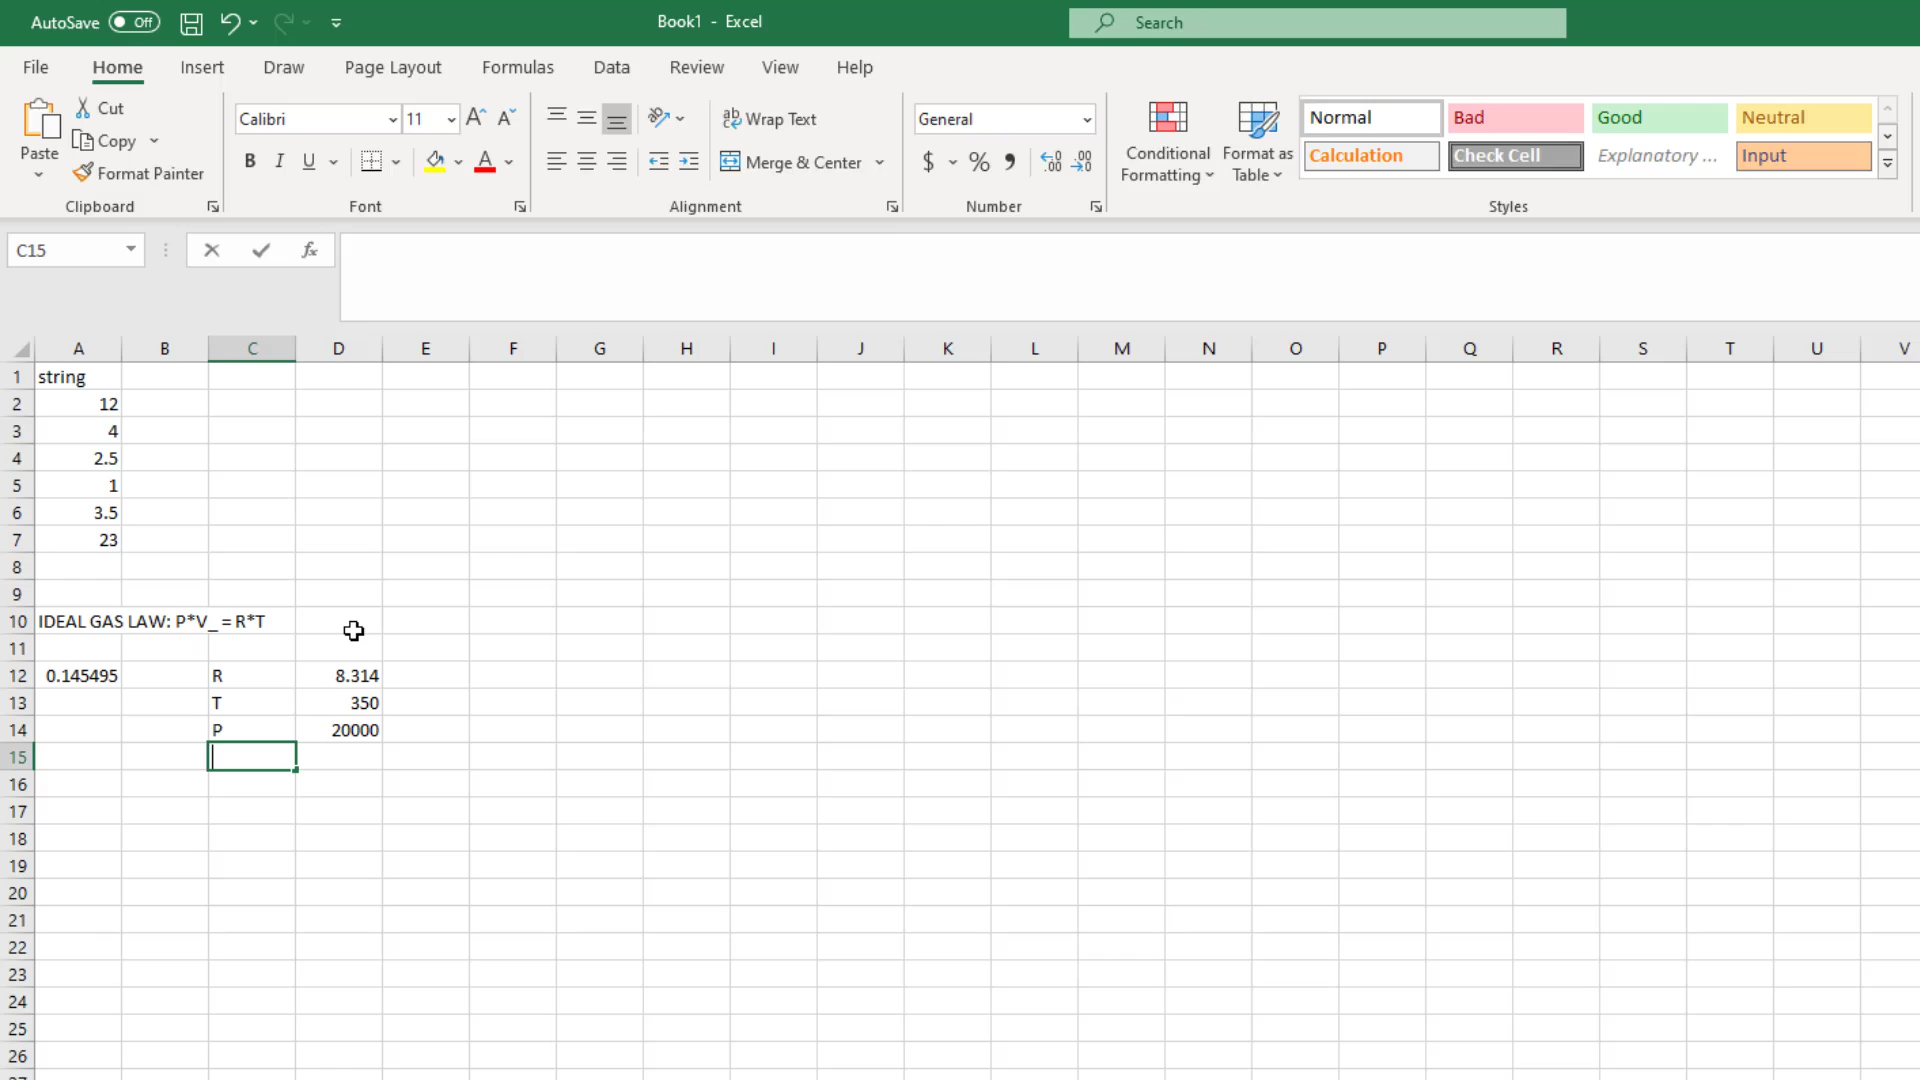 AutoSave Off Book1 - Excel Search
File Home Insert Draw Page Layout Formulas Data Review View Help
Paste
Cut
Copy
Format Painter
Clipboard
Calibri 11
B I U A
Font
ab Wrap Text
Merge & Center
Alignment
General
$ %
Number
Conditional
Formatting
Format as
Table
Normal Bad Good Neutral
Calculation Check Cell Explanatory ... Input
Styles
C15 fx
A B C D E F G H I J K L M N O P Q R S T U V
1 string
2 12
3 4
4 2.5
5 1
6 3.5
7 23
8
9
10 IDEAL GAS LAW: P*V_ = R*T
11
12 0.145495 R 8.314
13 T 350
14 P 20000
15
16
17
18
19
20
21
22
23
24
25
26